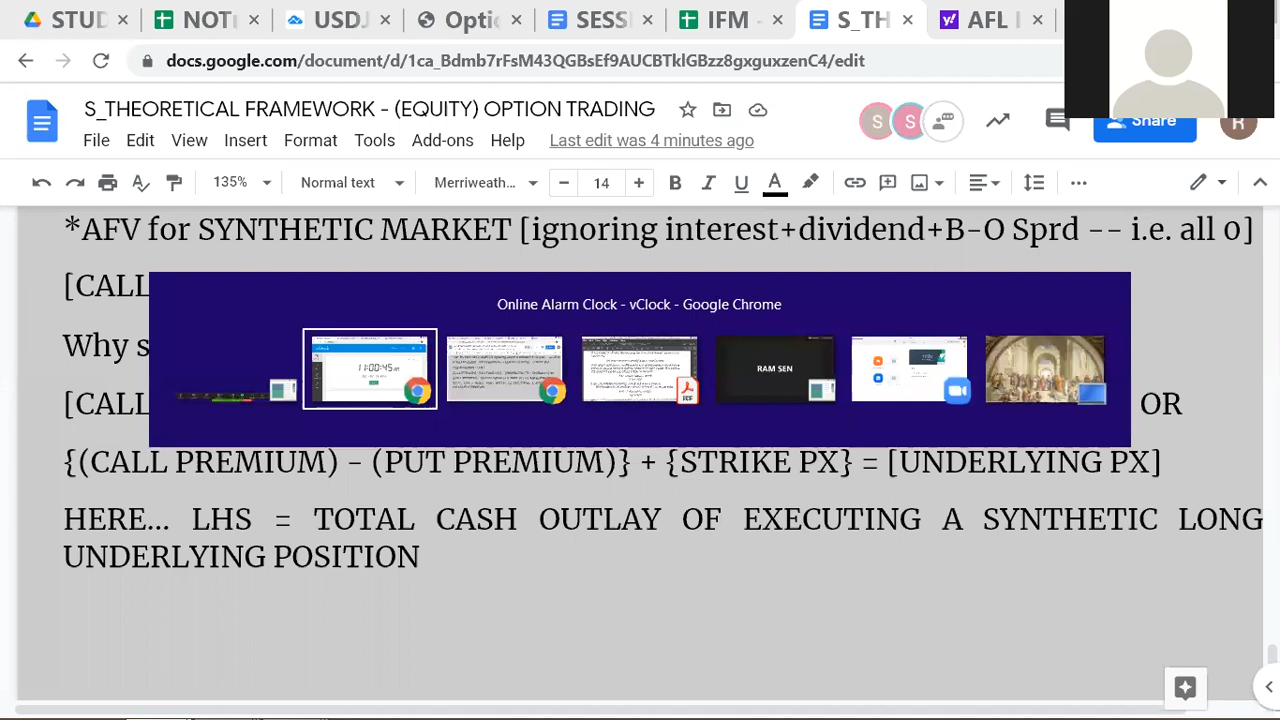 STUD
NOT
USDJ
Opti
SESS
IFM -
S_TH
AFL
docs.google.com/document/d/1ca_Bdmb7rFsM43QGBsEf9AUCBTklGBzz8gxguxzenC4/edit
S_THEORETICAL FRAMEWORK - (EQUITY) OPTION TRADING
S
S
Share
R
File Edit View Insert Format Tools Add-ons Help Last edit was 4 minutes ago
135% Normal text Merriweath... 14 B I U A
*AFV for SYNTHETIC MARKET [ignoring interest+dividend+B-O Sprd -- i.e. all 0]
[CALL
Online Alarm Clock - vClock - Google Chrome
Why s
11:00:45
RAM SEN
[CALL OR
{(CALL PREMIUM) - (PUT PREMIUM)} + {STRIKE PX} = [UNDERLYING PX]
HERE... LHS = TOTAL CASH OUTLAY OF EXECUTING A SYNTHETIC LONG
UNDERLYING POSITION